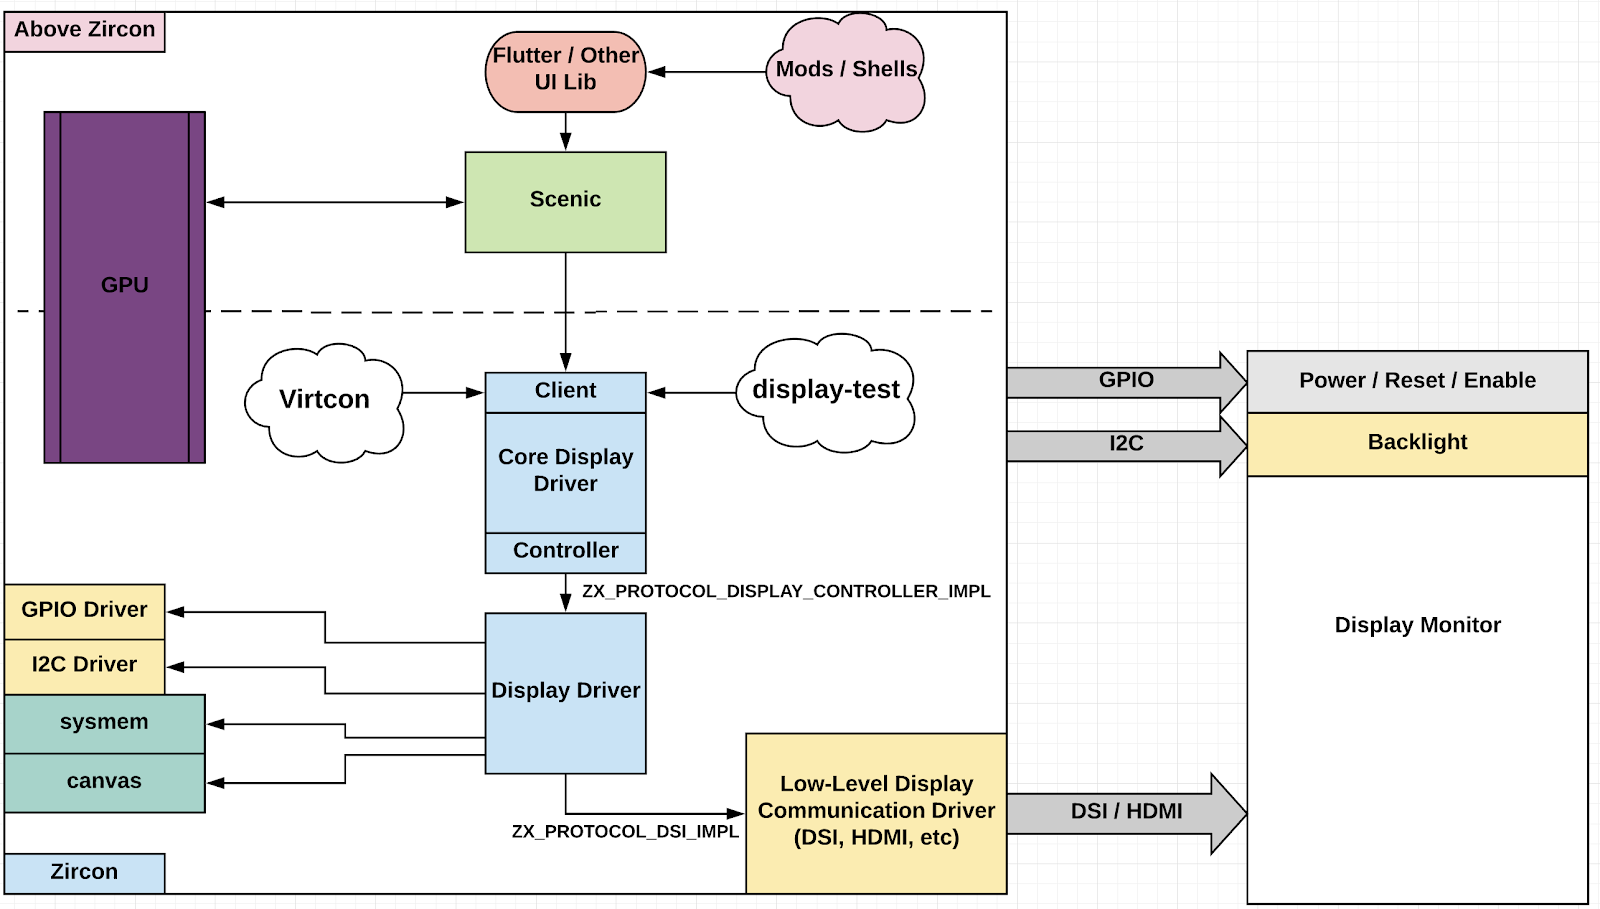 Above Zircon
Flutter / Other
UI Lib
Mods / Shells
Scenic
GPU
Virtcon
Client
display-test
Core Display
Driver
Controller
ZX_PROTOCOL_DISPLAY_CONTROLLER_IMPL
GPIO Driver
I2C Driver
sysmem
canvas
Display Driver
ZX_PROTOCOL_DSI_IMPL
Low-Level Display
Communication Driver
(DSI, HDMI, etc)
Zircon
GPIO
I2C
DSI / HDMI
Power / Reset / Enable
Backlight
Display Monitor